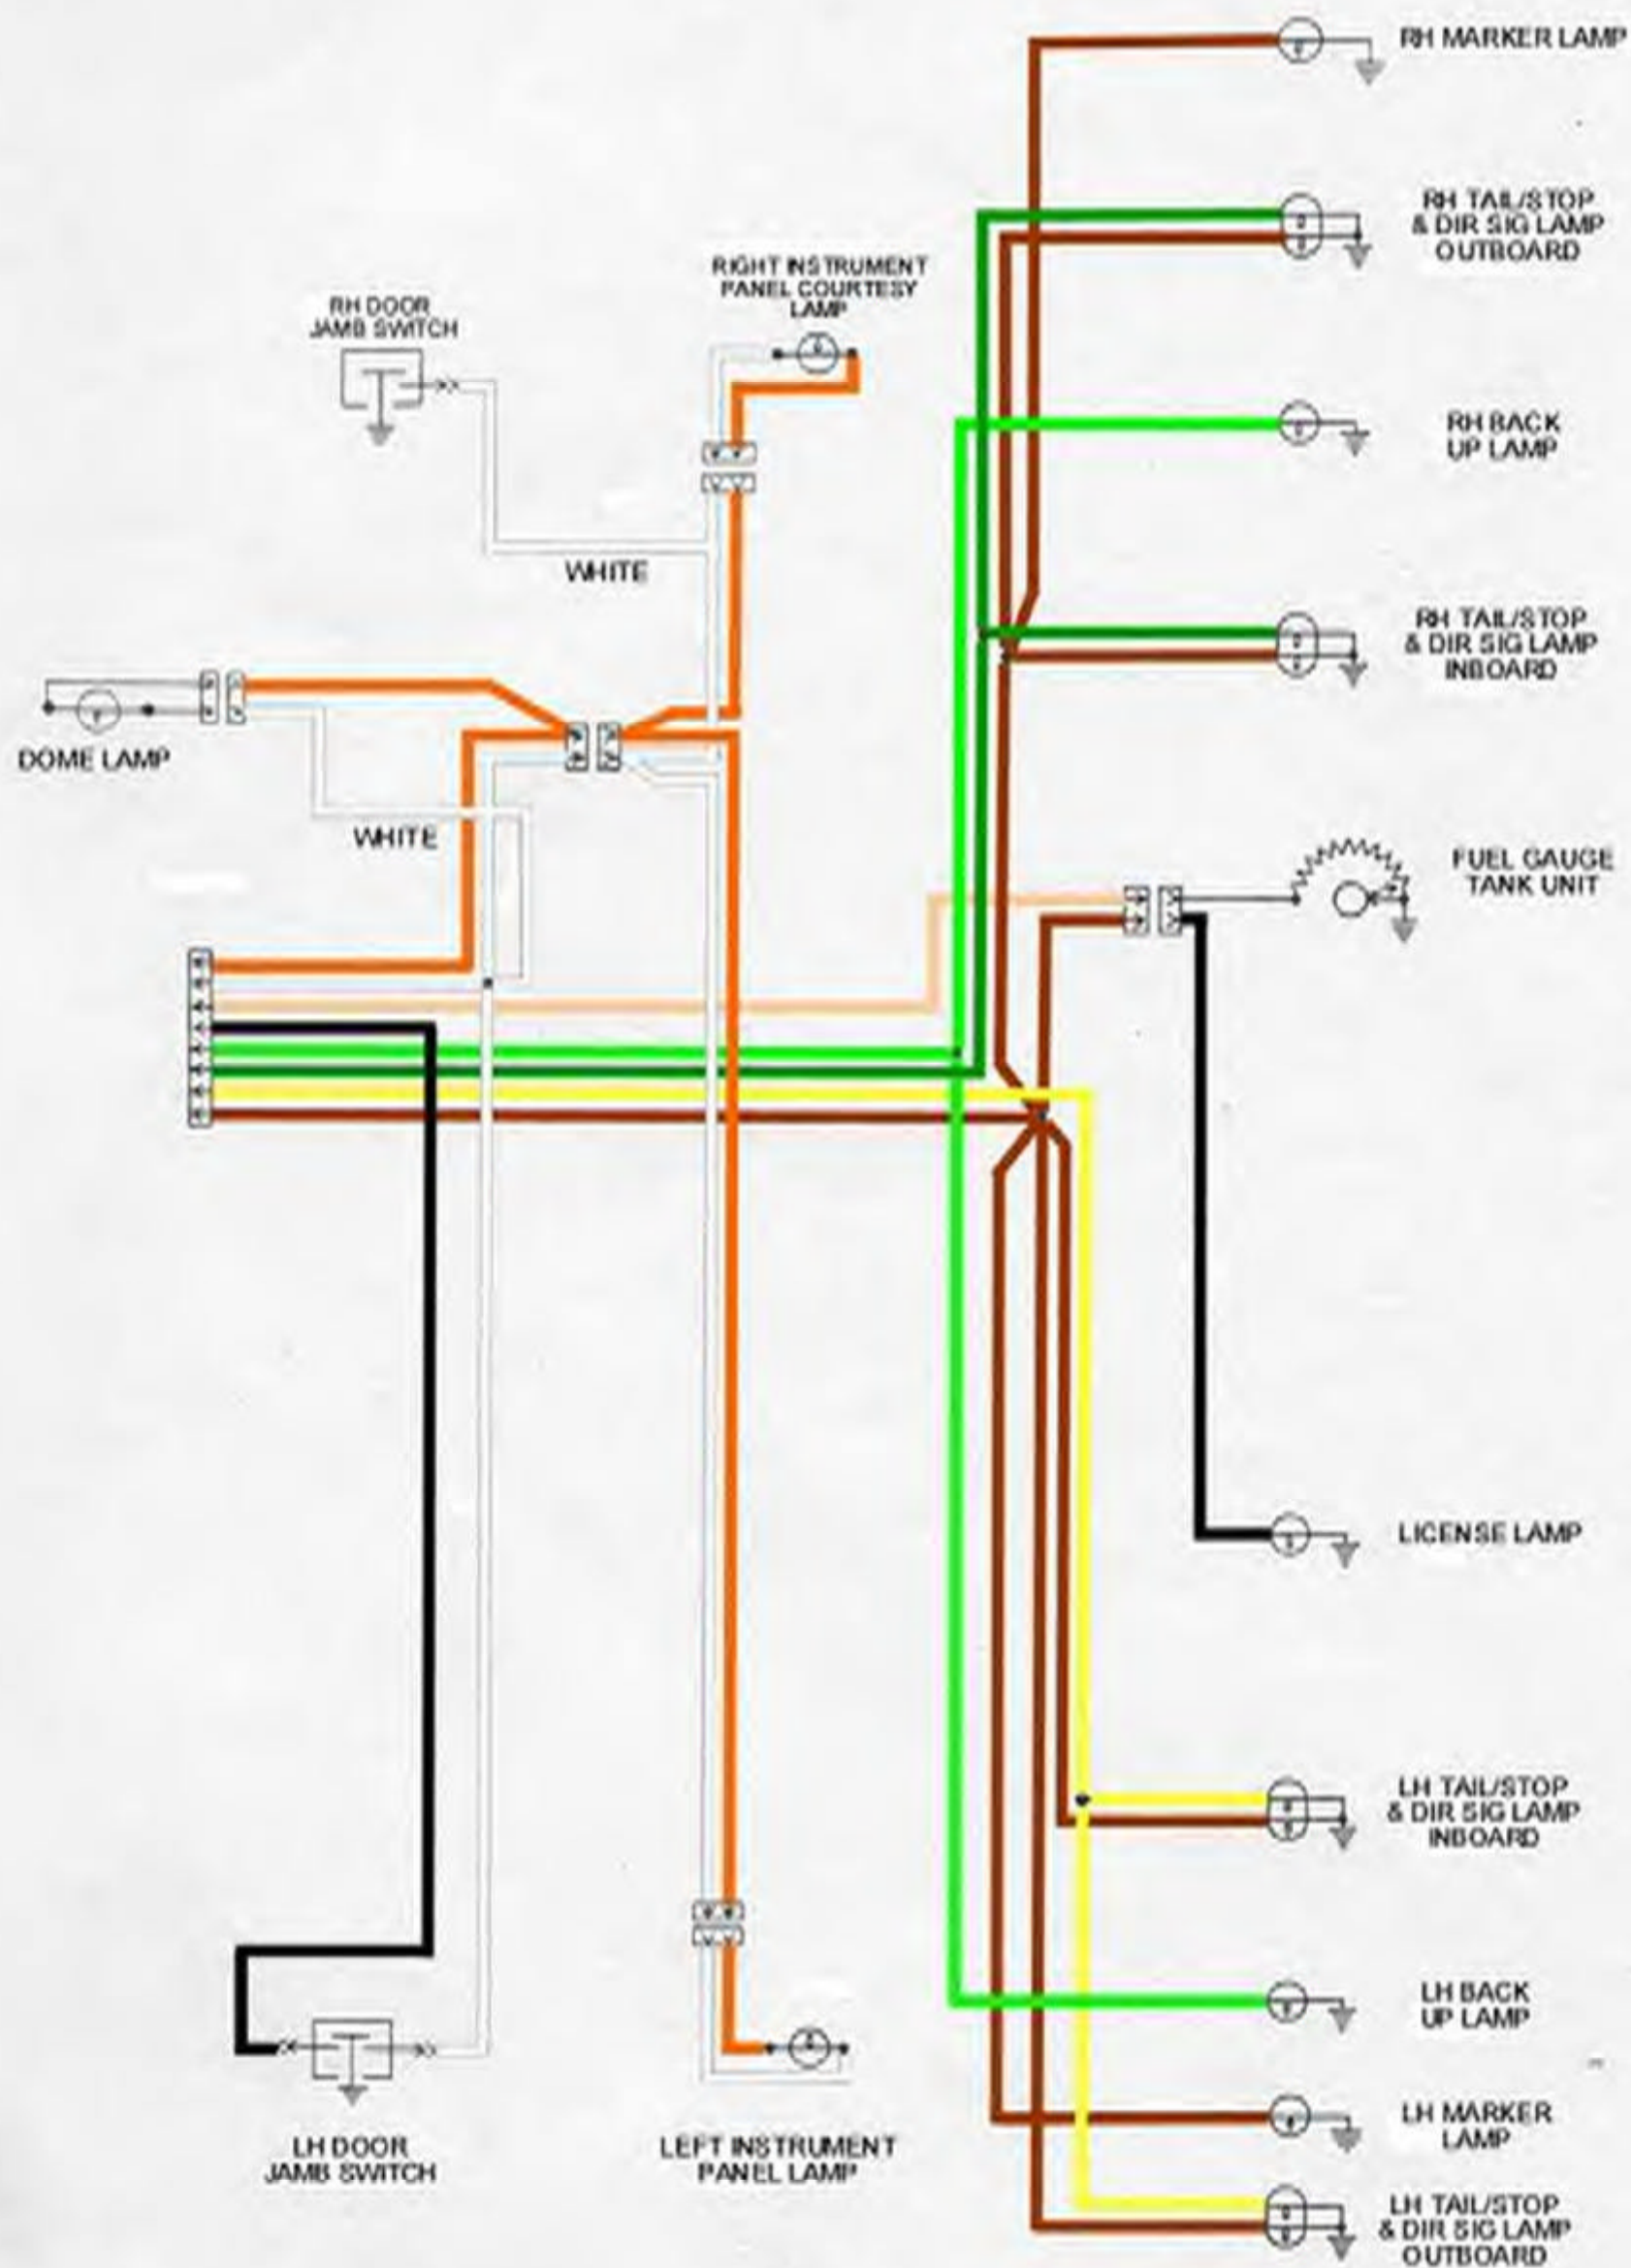 RH MARKER LAMP
RH TAIL/STOP
& DIR SIG LAMP
OUTBOARD
RIGHT INSTRUMENT
PANEL COURTESY
LAMP
RH DOOR
JAMB SWITCH
RH BACK
UP LAMP
WHITE
RH TAIL/STOP
& DIR SIG LAMP
INBOARD
DOME LAMP
WHITE
FUEL GAUGE
TANK UNIT
LICENSE LAMP
LH TAIL/STOP
& DIR SIG LAMP
INBOARD
LH BACK
UP LAMP
LH MARKER
LAMP
LH DOOR
JAMB SWITCH
LEFT INSTRUMENT
PANEL LAMP
LH TAIL/STOP
& DIR SIG LAMP
OUTBOARD